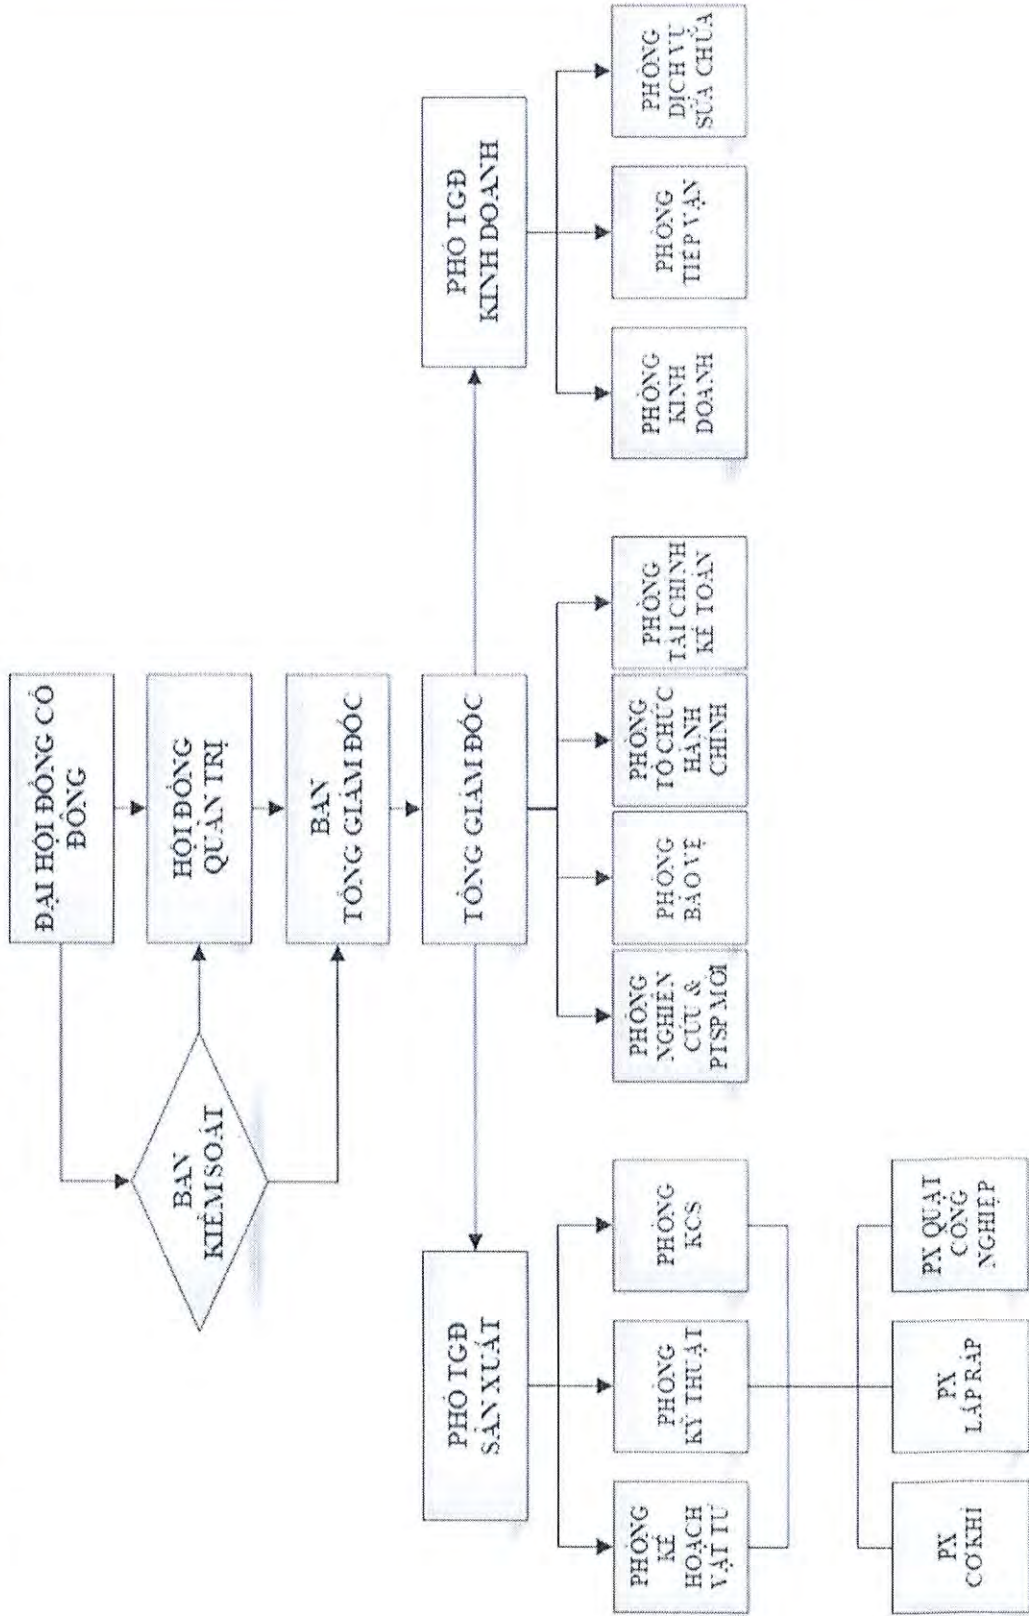 ĐẠI HỘI ĐỒNG CỔ
ĐÔNG
BAN
KIỂM SOÁT
HỘI ĐỒNG
QUẢN TRỊ
BAN
TỔNG GIÁM ĐỐC
PHÓ TGĐ
SẢN XUẤT
TỔNG GIÁM ĐỐC
PHÓ TGĐ
KINH DOANH
PHÒNG
KẾ
HOẠCH
VẬT TƯ
PHÒNG
KỸ THUẬT
PHÒNG
KCS
PHÒNG
NGHIÊN
CỨU &
PTSP MỚI
PHÒNG
BẢO VỆ
PHÒNG
TỔ CHỨC
HÀNH
CHÍNH
PHÒNG
TÀI CHÍNH
KẾ TOÁN
PHÒNG
KINH
DOANH
PHÒNG
TIẾP VẬN
PHÒNG
DỊCH VỤ
SỬA CHỮA
PX
CƠ KHÍ
PX
LẮP RÁP
PX QUẠT
CÔNG
NGHIỆP